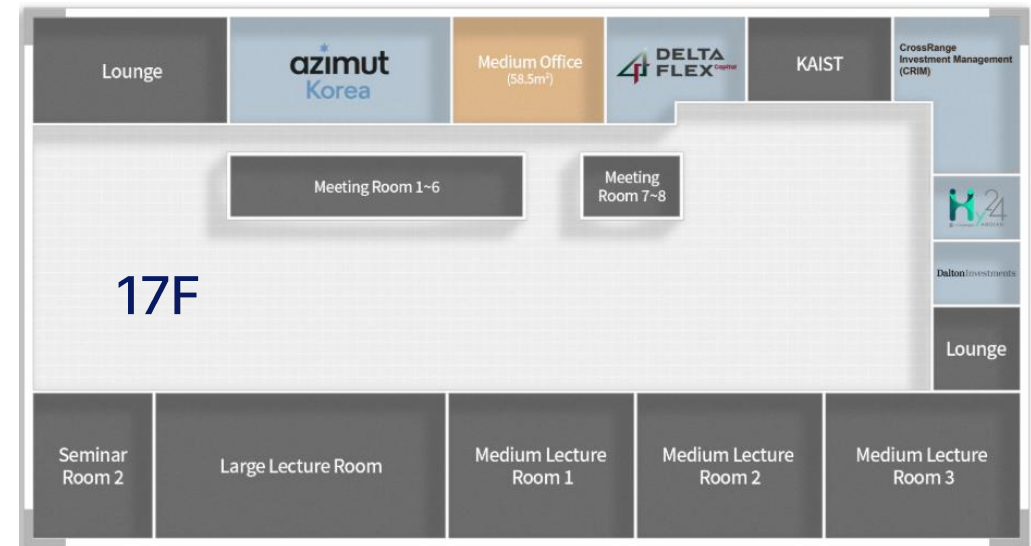 Lounge
azimut
Korea
Medium Office
(58.5m²)
DELTA
FLEX Capital
KAIST
CrossRange
Investment Management
(CRIM)
Meeting Room 1~6
Meeting
Room 7~8
Hy24
Dalton Investments
17F
Lounge
Seminar
Room 2
Large Lecture Room
Medium Lecture
Room 1
Medium Lecture
Room 2
Medium Lecture
Room 3